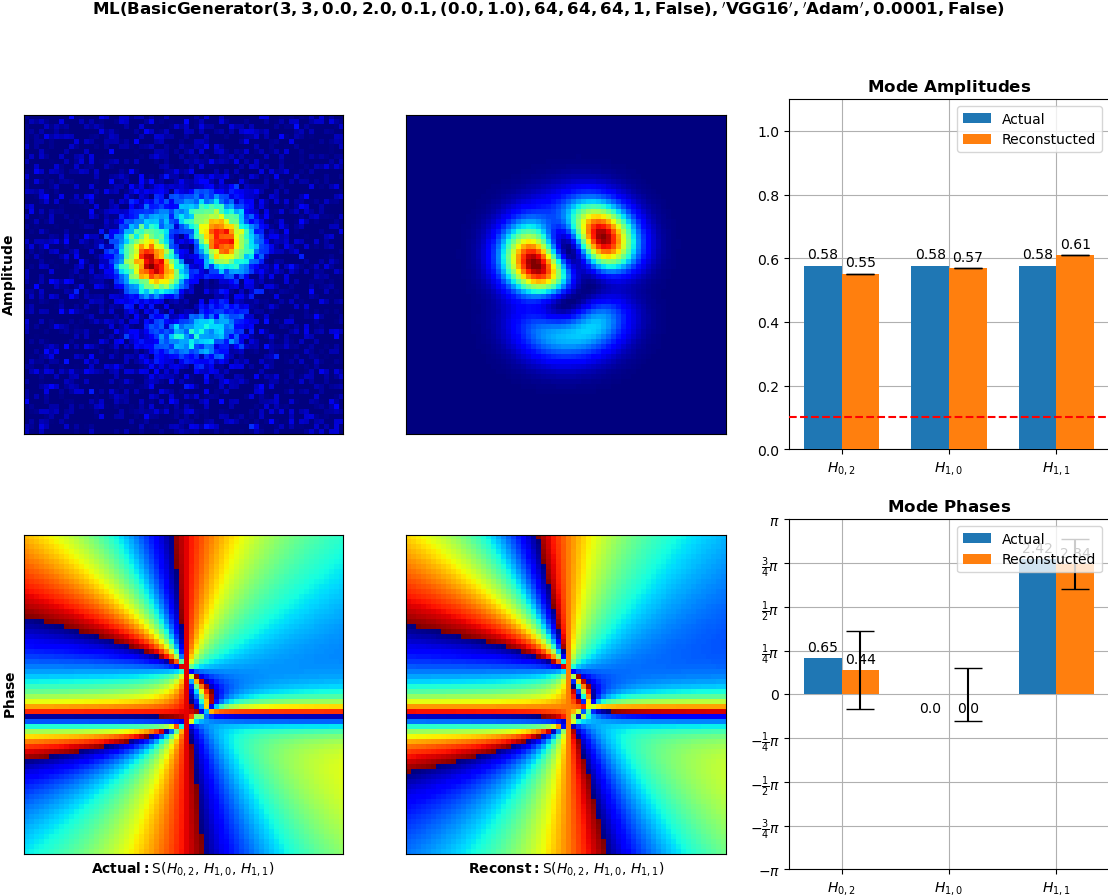 ML(BasicGenerator(3, 3, 0.0, 2.0, 0.1, (0.0, 1.0), 64, 64, 64, 1, False), 'VGG16', 'Adam', 0.0001, False)
Amplitude
Mode Amplitudes
Actual
Reconstucted
1.0
0.8
0.6
0.4
0.2
0.0
0.58
0.55
0.58
0.57
0.58
0.61
H0,2
H1,0
H1,1
Phase
Actual: S(H0,2, H1,0, H1,1)
Reconst: S(H0,2, H1,0, H1,1)
Mode Phases
Actual
Reconstucted
π
3/4π
1/2π
1/4π
0
−1/4π
−1/2π
−3/4π
−π
0.65
0.44
0.0
0.0
2.42
H0,2
H1,0
H1,1